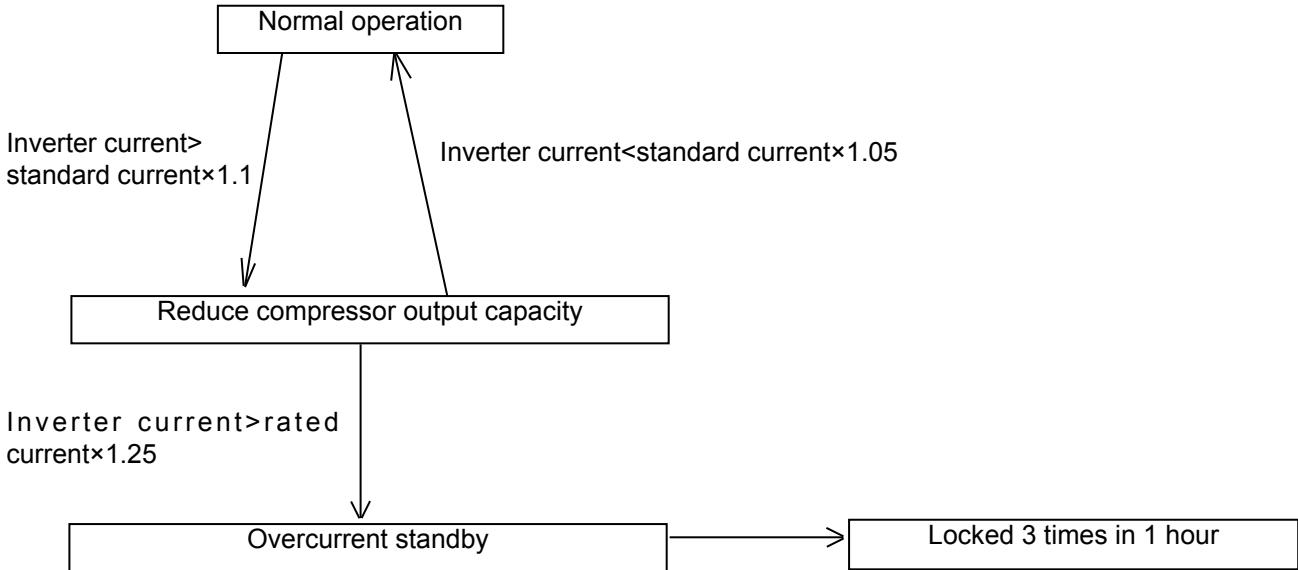 Normal operation
Inverter current>
standard current×1.1
Inverter current<standard current×1.05
Reduce compressor output capacity
Inverter current>rated
current×1.25
Overcurrent standby
Locked 3 times in 1 hour